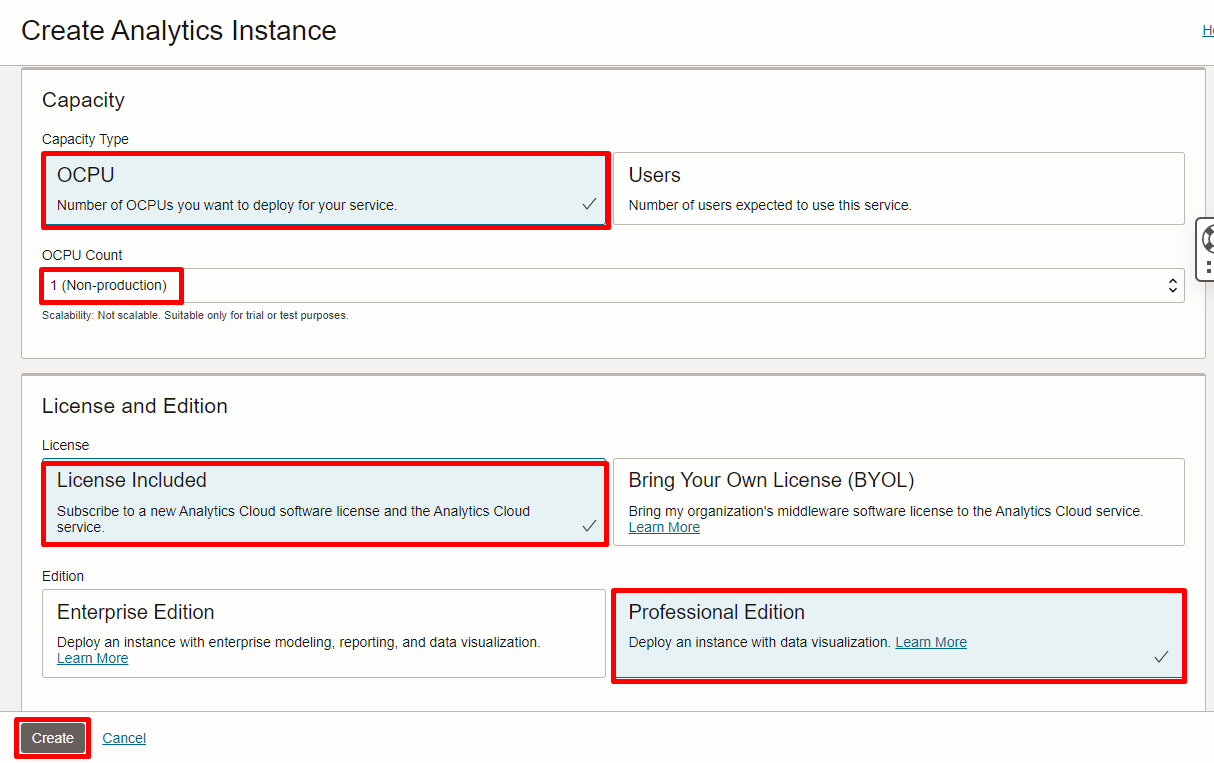 Create Analytics Instance
Capacity
Capacity Type
OCPU
Number of OCPUs you want to deploy for your service.
Users
Number of users expected to use this service.
OCPU Count
1 (Non-production)
Scalability: Not scalable. Suitable only for trial or test purposes.
License and Edition
License
License Included
Subscribe to a new Analytics Cloud software license and the Analytics Cloud
service.
Bring Your Own License (BYOL)
Bring my organization's middleware software license to the Analytics Cloud service.
Learn More
Edition
Enterprise Edition
Deploy an instance with enterprise modeling, reporting, and data visualization.
Learn More
Professional Edition
Deploy an instance with data visualization. Learn More
Create Cancel